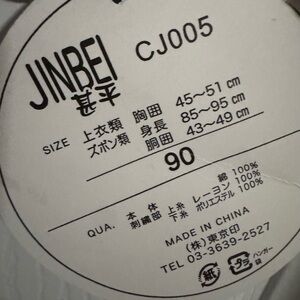 JINBEI
甚平
CJ005
SIZE 上衣類 胸囲 45～51cm
ズボン類 身長 85～95cm
胴囲 43～49cm
90
QUA. 本体 綿 100%
刺繍部 上糸 レーヨン 100%
下糸 ポリエステル 100%
MADE IN CHINA
(株)東京印
TEL 03-3639-2527
紙
プラ
ハンガー
袋